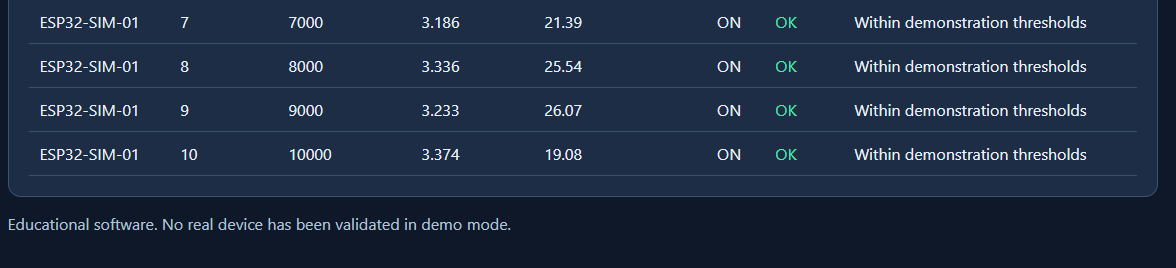 ESP32-SIM-01 7 7000 3.186 21.39 ON OK Within demonstration thresholds
ESP32-SIM-01 8 8000 3.336 25.54 ON OK Within demonstration thresholds
ESP32-SIM-01 9 9000 3.233 26.07 ON OK Within demonstration thresholds
ESP32-SIM-01 10 10000 3.374 19.08 ON OK Within demonstration thresholds
Educational software. No real device has been validated in demo mode.